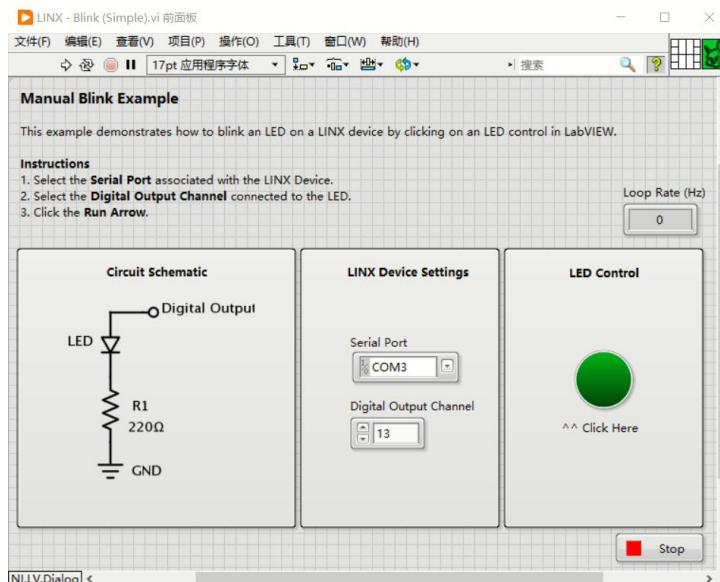 LINX - Blink (Simple).vi 前面板
文件(F) 编辑(E) 查看(V) 项目(P) 操作(O) 工具(T) 窗口(W) 帮助(H)
17pt 应用程序字体 搜索 ?
Manual Blink Example
This example demonstrates how to blink an LED on a LINX device by clicking on an LED control in LabVIEW.
Instructions
1. Select the Serial Port associated with the LINX Device.
2. Select the Digital Output Channel connected to the LED.
3. Click the Run Arrow.
Loop Rate (Hz)
0
Circuit Schematic
Digital Output
LED
R1
220Ω
GND
LINX Device Settings
Serial Port
COM3
Digital Output Channel
13
LED Control
^^ Click Here
Stop
NI.LV.Dialog